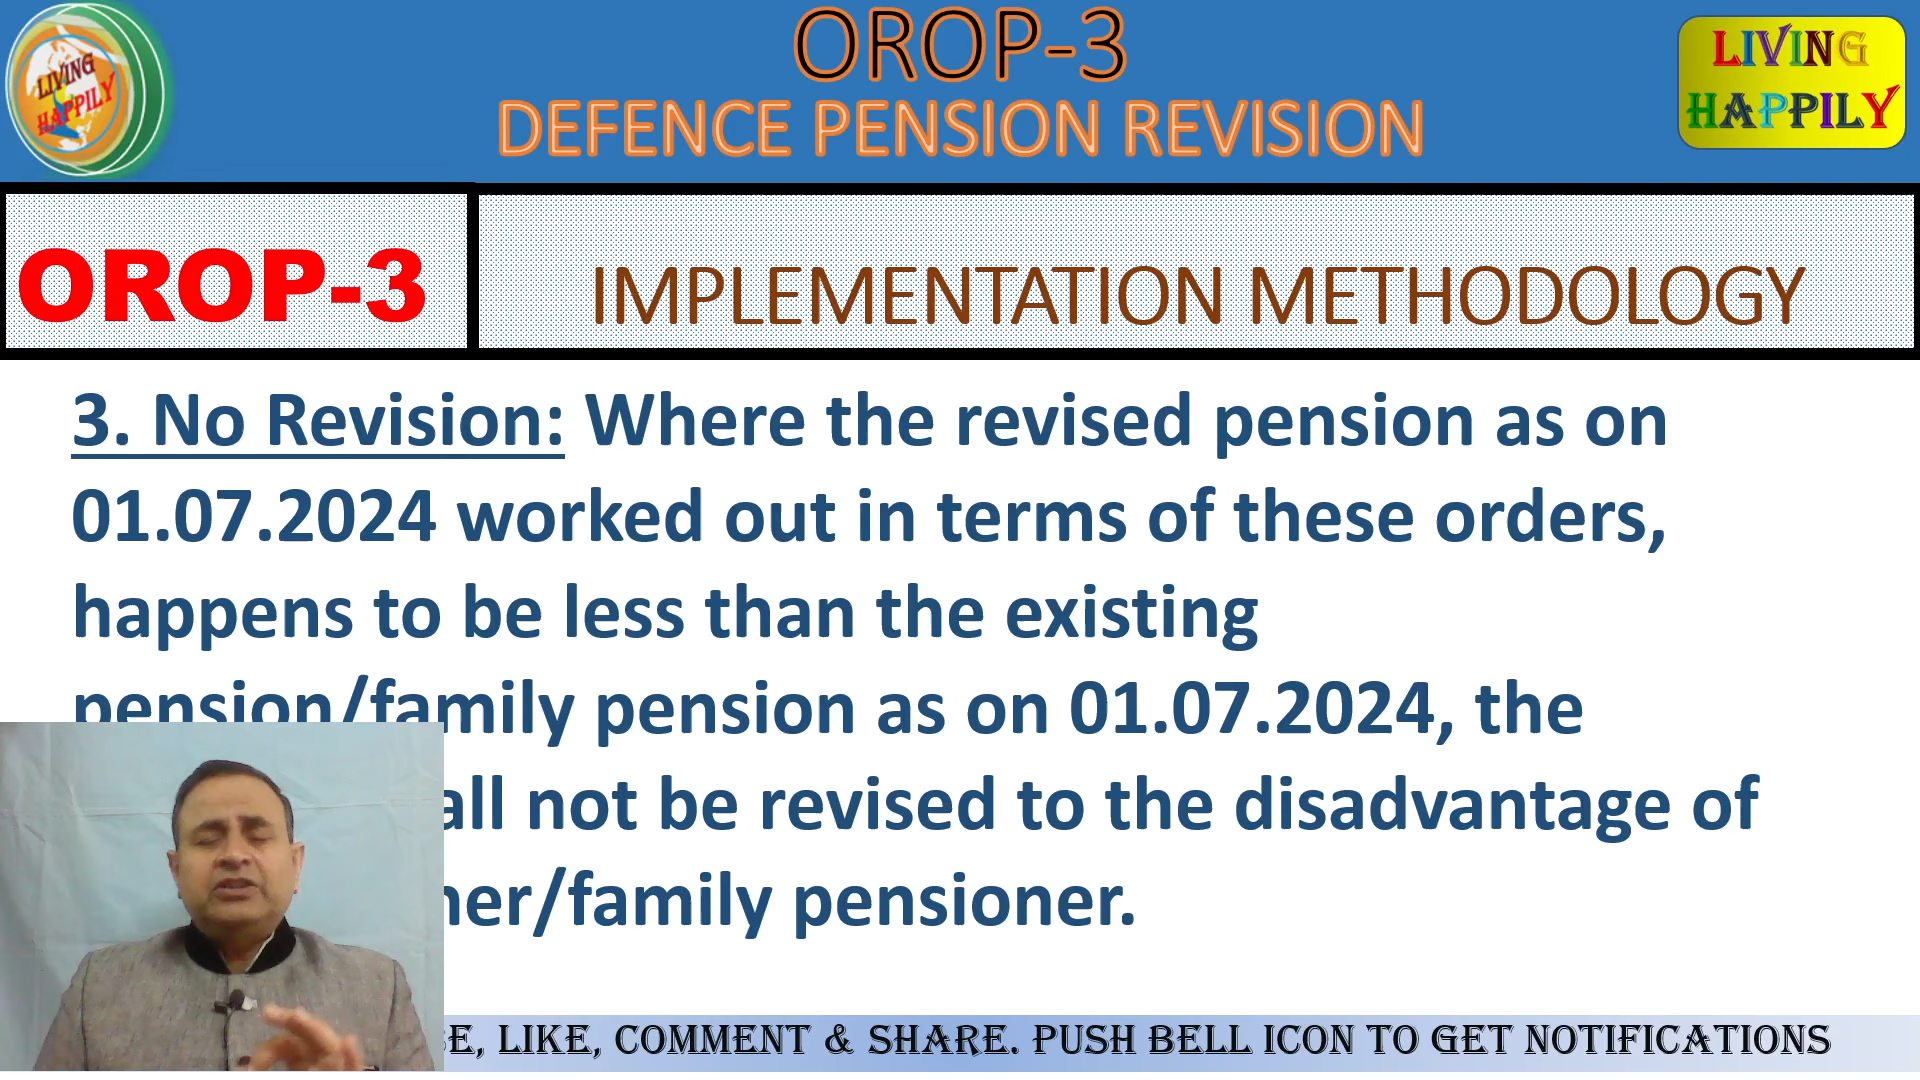 OROP-3
DEFENCE PENSION REVISION
LIVING
HAPPILY
LIVING
HAPPILY
OROP-3
IMPLEMENTATION METHODOLOGY
3. No Revision: Where the revised pension as on
01.07.2024 worked out in terms of these orders,
happens to be less than the existing
pension/family pension as on 01.07.2024, the
not be revised to the disadvantage of
/family pensioner.
LIKE, COMMENT & SHARE. PUSH BELL ICON TO GET NOTIFICATIONS